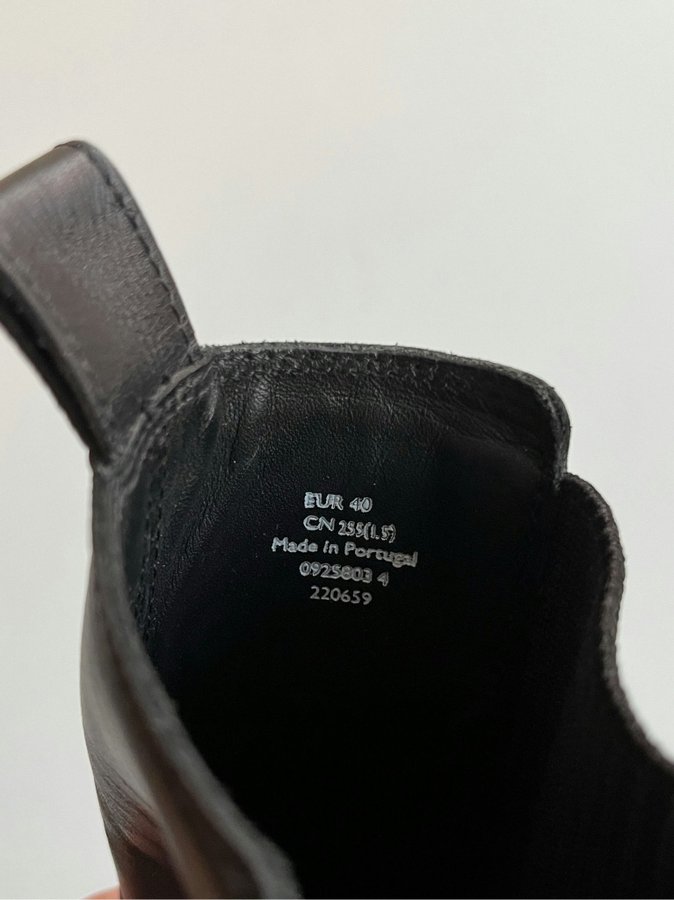 EUR 40
CN 255(1.5)
Made in Portugal
0925803 4
220659